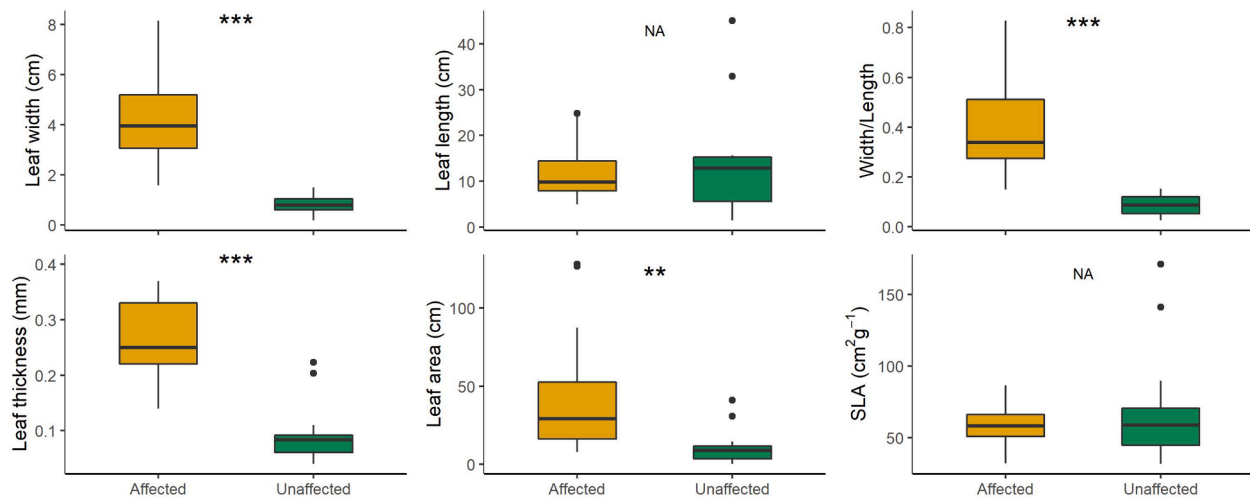 ***
Leaf width (cm)
8
6
4
2
0
NA
Leaf length (cm)
40
30
20
10
0
***
Width/Length
0.8
0.6
0.4
0.2
0.0
***
Leaf thickness (mm)
0.4
0.3
0.2
0.1
Affected Unaffected
**
Leaf area (cm)
100
50
0
Affected Unaffected
NA
SLA (cm²g⁻¹)
150
100
50
Affected Unaffected